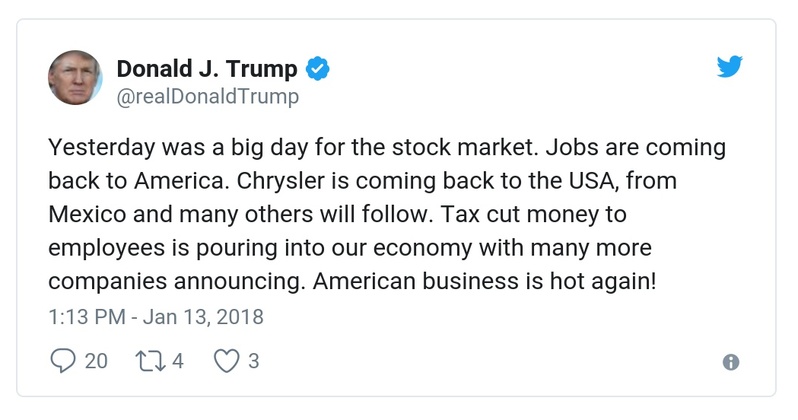 Donald J. Trump
@realDonaldTrump
Yesterday was a big day for the stock market. Jobs are coming
back to America. Chrysler is coming back to the USA, from
Mexico and many others will follow. Tax cut money to
employees is pouring into our economy with many more
companies announcing. American business is hot again!
1:13 PM - Jan 13, 2018
20 4 3